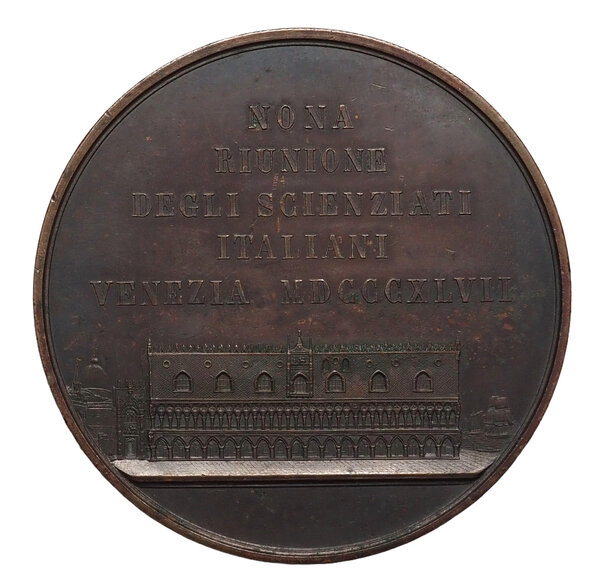 NONA
RIUNIONE
DEGLI SCIENZIATI
ITALIANI
VENEZIA MDCCCXLVII